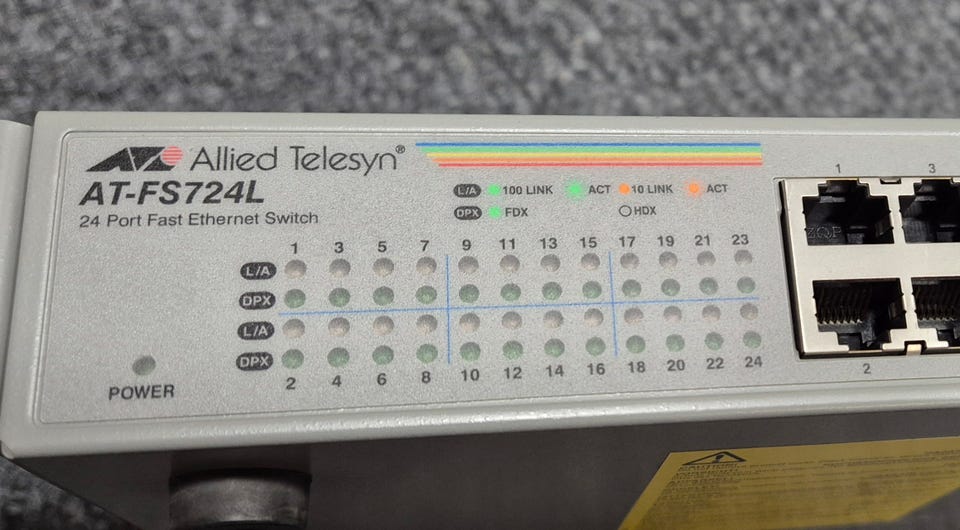 Allied Telesyn®
AT-FS724L
24 Port Fast Ethernet Switch
L/A 100 LINK ACT 10 LINK ACT
DPX FDX HDX
1 3 5 7 9 11 13 15 17 19 21 23
L/A
DPX
L/A
DPX
2 4 6 8 10 12 14 16 18 20 22 24
POWER
1 3
ZQP
2